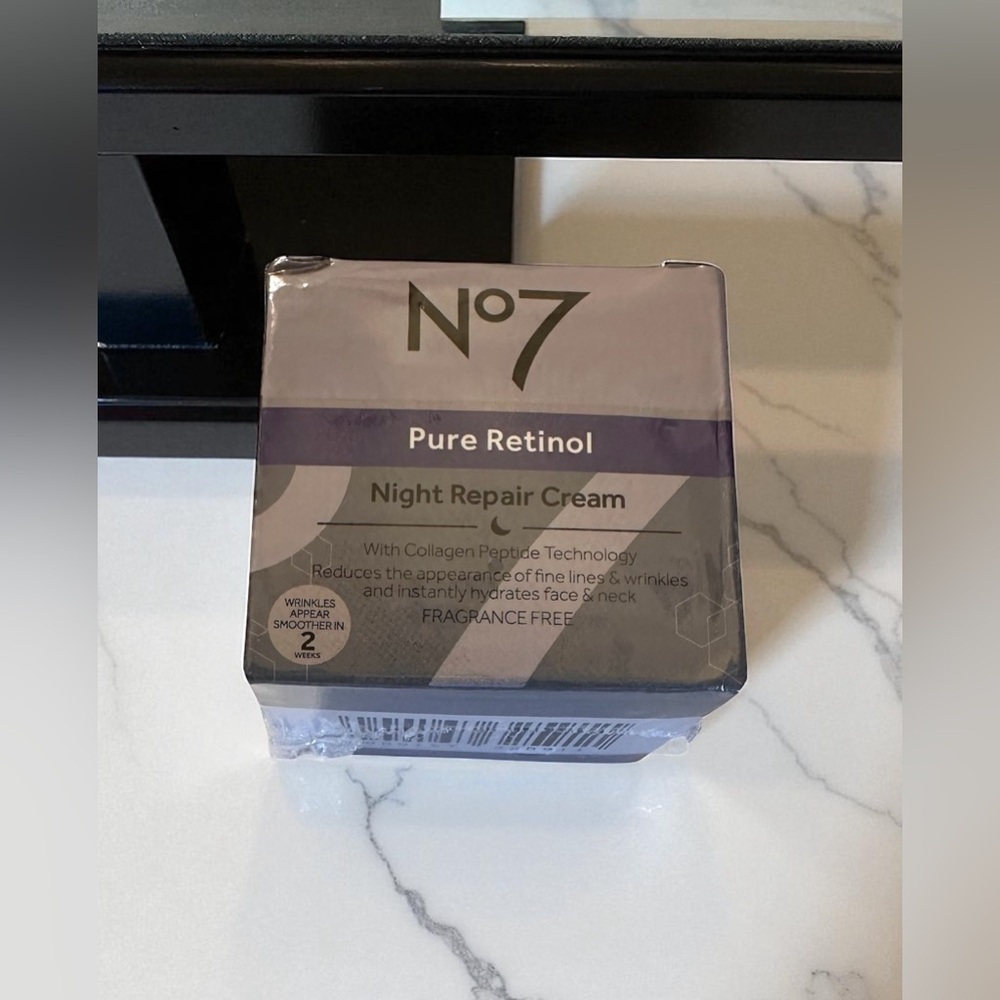 Nº7
Pure Retinol
Night Repair Cream
With Collagen Peptide Technology
Reduces the appearance of fine lines & wrinkles
and instantly hydrates face & neck
FRAGRANCE FREE
WRINKLES
APPEAR
SMOOTHER IN
2
WEEKS